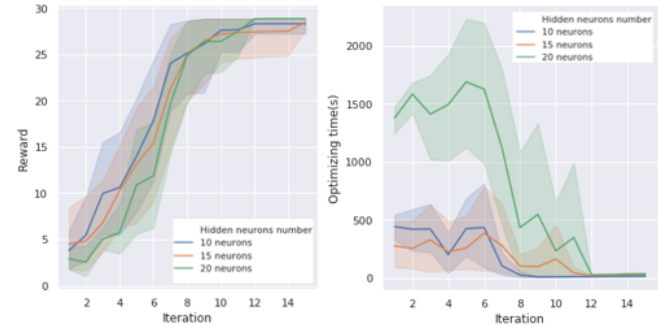 30
25
20
15
10
5
0
Reward
2 4 6 8 10 12 14
Iteration
Hidden neurons number
10 neurons
15 neurons
20 neurons
2000
1500
1000
500
0
Optimizing time(s)
2 4 6 8 10 12 14
Iteration
Hidden neurons number
10 neurons
15 neurons
20 neurons